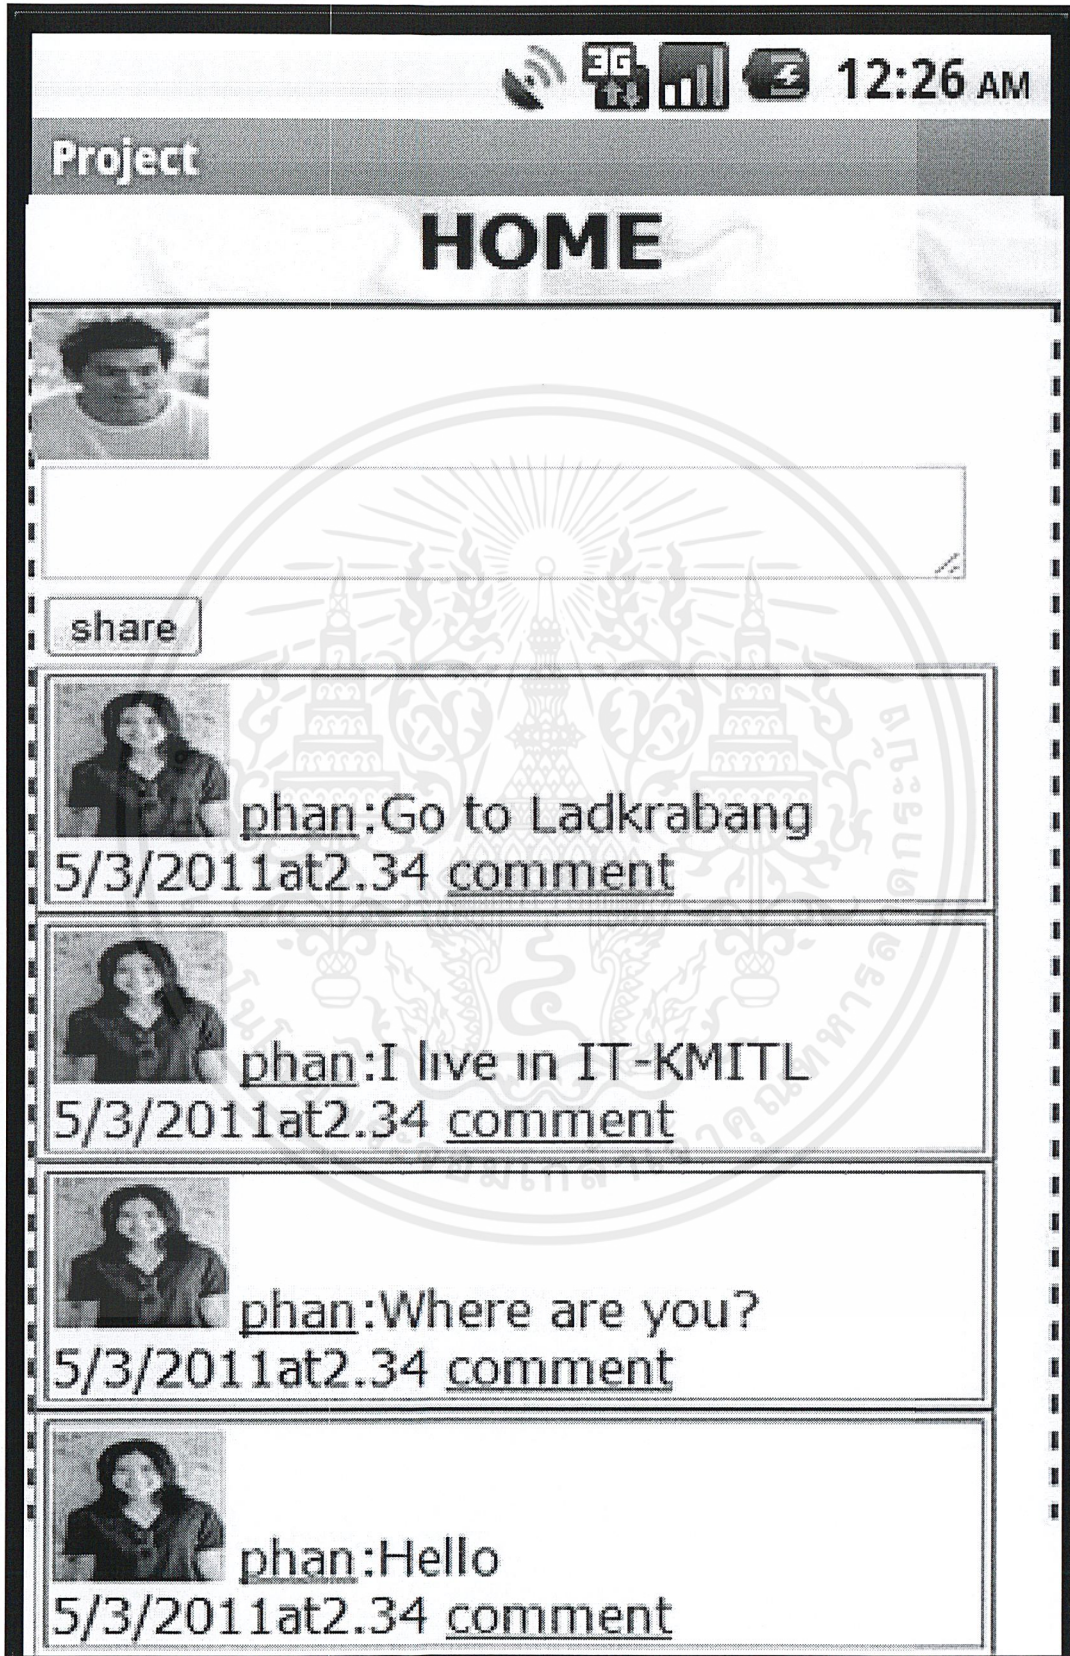 3G 12:26 AM
Project
HOME
share
phan:Go to Ladkrabang
5/3/2011at2.34 comment
phan:I live in IT-KMITL
5/3/2011at2.34 comment
phan:Where are you?
5/3/2011at2.34 comment
phan:Hello
5/3/2011at2.34 comment